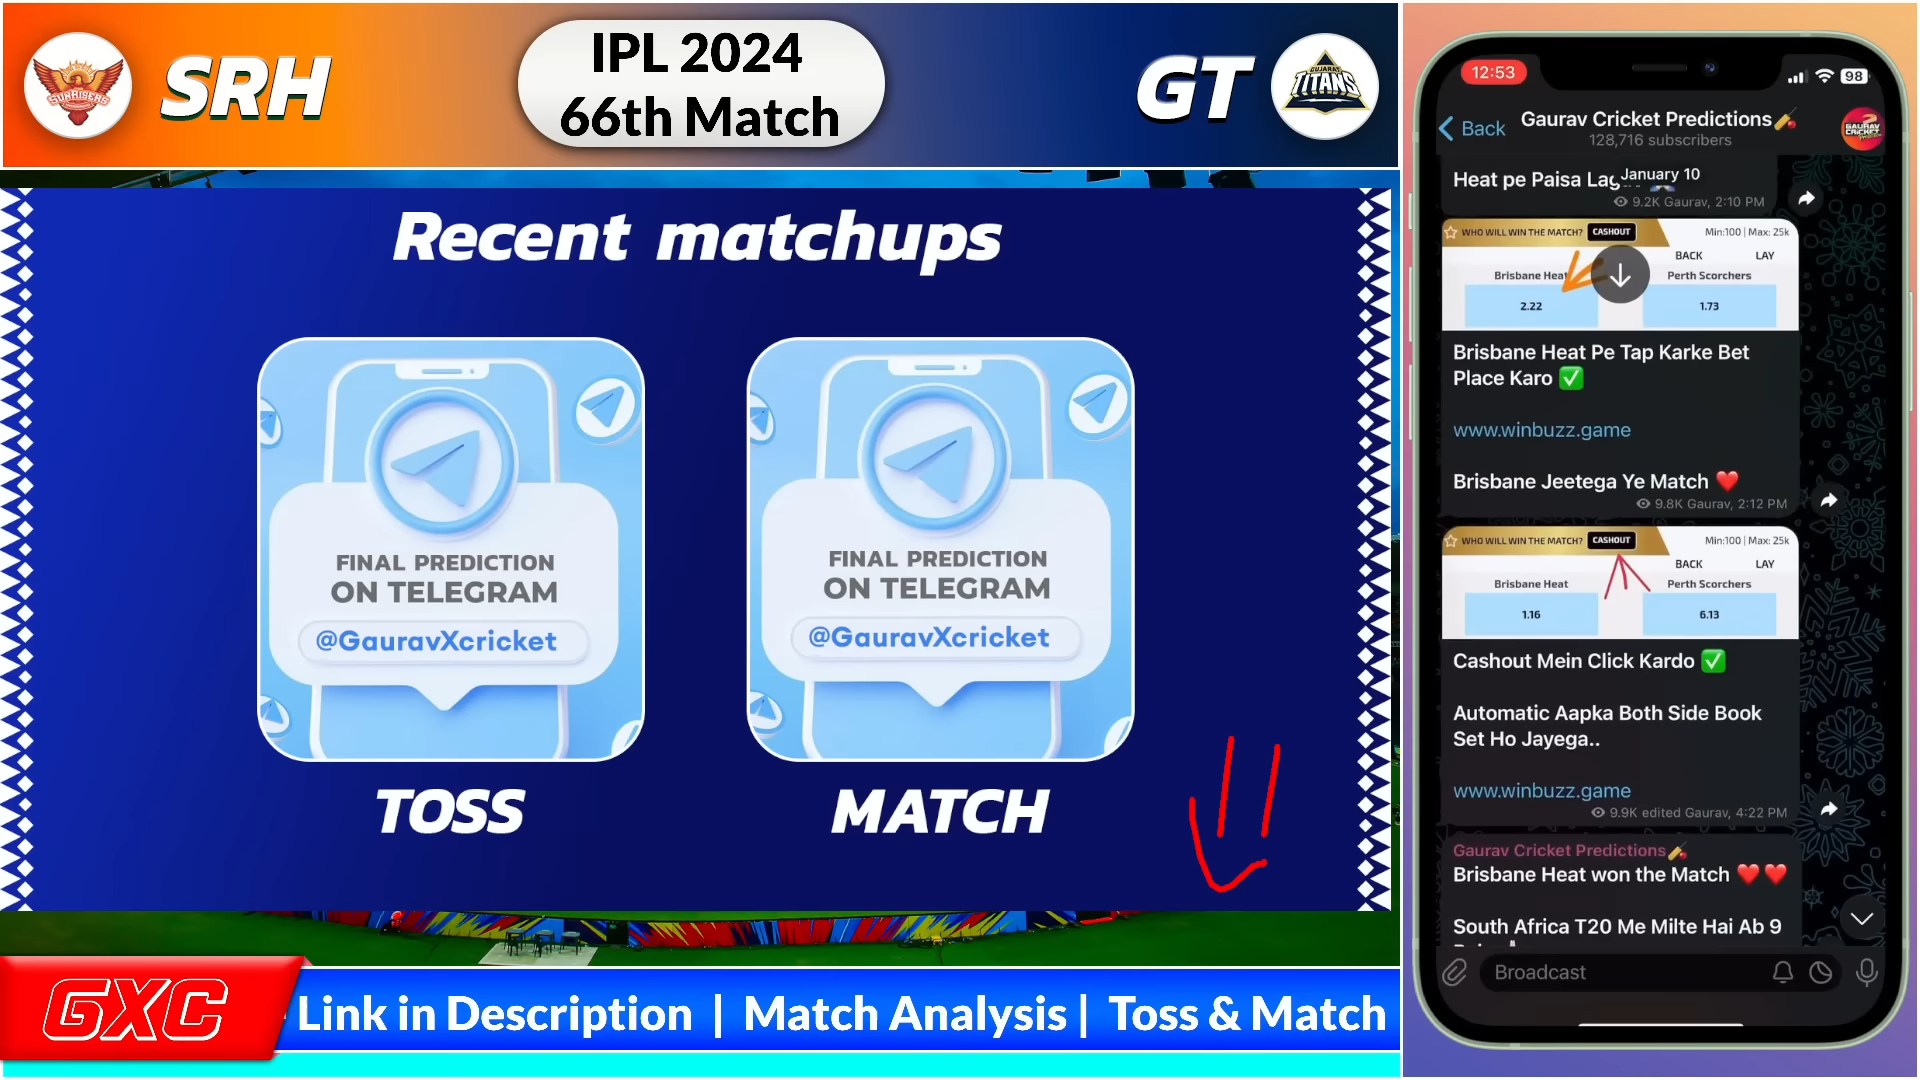 SUNRISERS
SRH
IPL 2024
66th Match
GT
GUJARAT
TITANS
Recent matchups
FINAL PREDICTION
ON TELEGRAM
@GauravXcricket
TOSS
FINAL PREDICTION
ON TELEGRAM
@GauravXcricket
MATCH
GXC
Link in Description | Match Analysis | Toss & Match
12:53
98
Back
Gaurav Cricket Predictions🏏
128,716 subscribers
GAURAV
CRICKET
January 10
Heat pe Paisa
9.2K Gaurav, 2:10 PM
WHO WILL WIN THE MATCH? CASHOUT Min:100 | Max: 25k
BACK LAY
Brisbane Heat Perth Scorchers
2.22 1.73
Brisbane Heat Pe Tap Karke Bet
Place Karo ✅
www.winbuzz.game
Brisbane Jeetega Ye Match ❤️
9.8K Gaurav, 2:12 PM
WHO WILL WIN THE MATCH? CASHOUT Min:100 | Max: 25k
BACK LAY
Brisbane Heat Perth Scorchers
1.16 6.13
Cashout Mein Click Kardo ✅
Automatic Aapka Both Side Book
Set Ho Jayega..
www.winbuzz.game
9.9K edited Gaurav, 4:22 PM
Gaurav Cricket Predictions🏏
Brisbane Heat won the Match ❤️❤️
South Africa T20 Me Milte Hai Ab 9
Broadcast